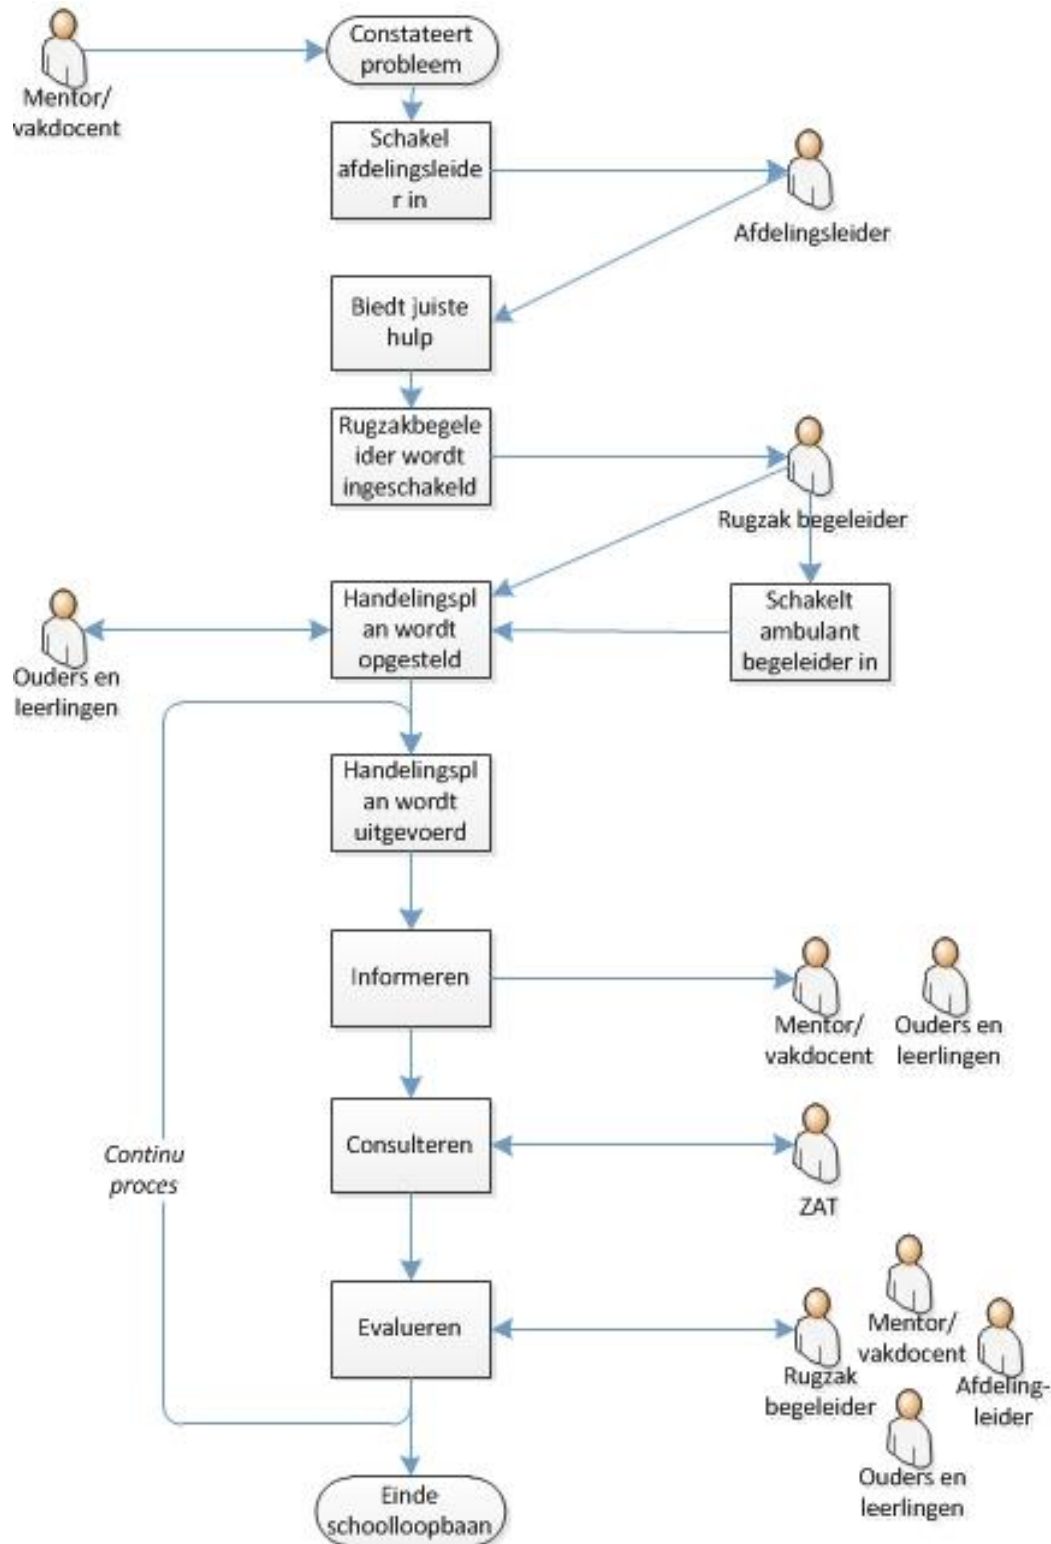 Constateert
probleem
Mentor/
vakdocent
Schakel
afdelingsleide
r in
Afdelingsleider
Biedt juiste
hulp
Rugzakbegele
ider wordt
ingeschakeld
Rugzak begeleider
Handelingspl
an wordt
opgesteld
Schakelt
ambulant
begeleider in
Ouders en
leerlingen
Handelingspl
an wordt
uitgevoerd
Informeren
Mentor/
vakdocent
Ouders en
leerlingen
Continu
proces
Consulteren
ZAT
Evalueren
Rugzak
begeleider
Mentor/
vakdocent
Afdeling-
leider
Ouders en
leerlingen
Einde
schoolloopbaan